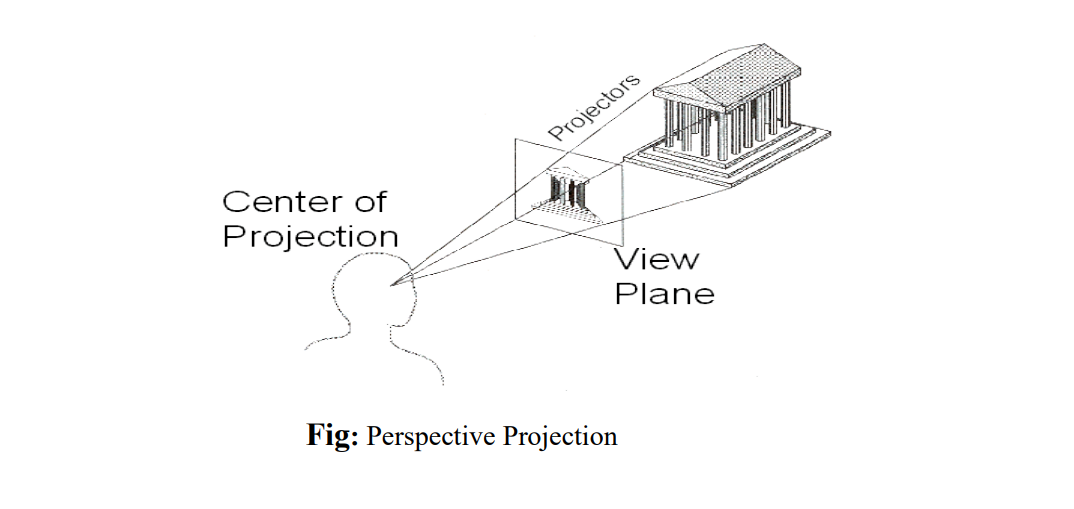 Projectors
Center of
Projection
View
Plane
Fig: Perspective Projection